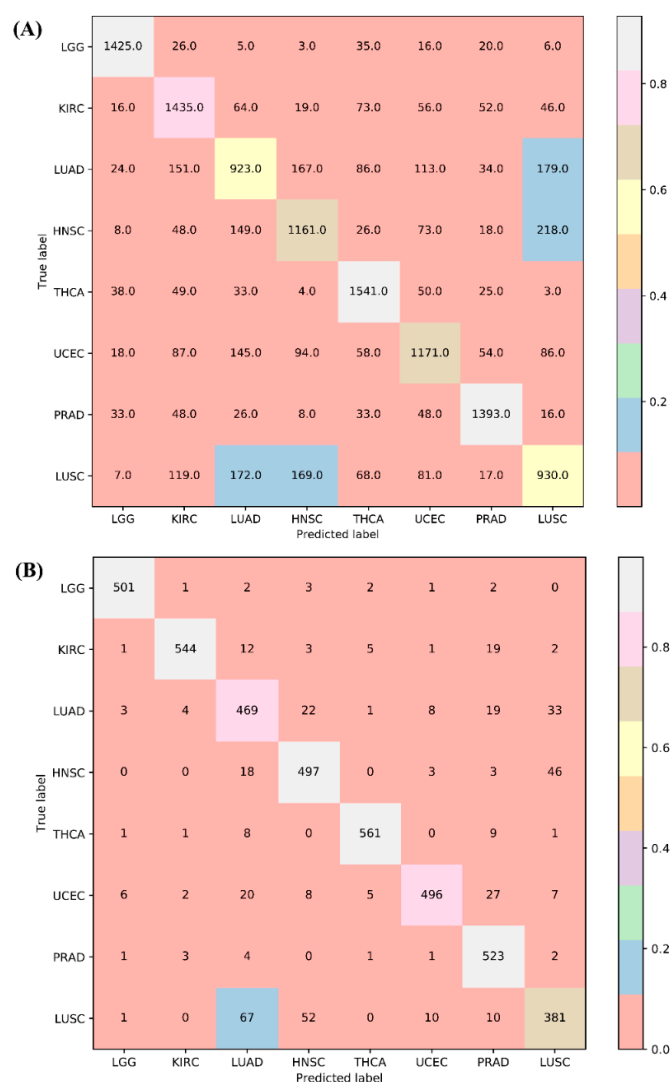 (A)
LGG 1425.0 26.0 5.0 3.0 35.0 16.0 20.0 6.0
KIRC 16.0 1435.0 64.0 19.0 73.0 56.0 52.0 46.0
LUAD 24.0 151.0 923.0 167.0 86.0 113.0 34.0 179.0
HNSC 8.0 48.0 149.0 1161.0 26.0 73.0 18.0 218.0
THCA 38.0 49.0 33.0 4.0 1541.0 50.0 25.0 3.0
UCEC 18.0 87.0 145.0 94.0 58.0 1171.0 54.0 86.0
PRAD 33.0 48.0 26.0 8.0 33.0 48.0 1393.0 16.0
LUSC 7.0 119.0 172.0 169.0 68.0 81.0 17.0 930.0
LGG KIRC LUAD HNSC THCA UCEC PRAD LUSC
Predicted label
True label
0.8
0.6
0.4
0.2
(B)
LGG 501 1 2 3 2 1 2 0
KIRC 1 544 12 3 5 1 19 2
LUAD 3 4 469 22 1 8 19 33
HNSC 0 0 18 497 0 3 3 46
THCA 1 1 8 0 561 0 9 1
UCEC 6 2 20 8 5 496 27 7
PRAD 1 3 4 0 1 1 523 2
LUSC 1 0 67 52 0 10 10 381
LGG KIRC LUAD HNSC THCA UCEC PRAD LUSC
Predicted label
True label
0.8
0.6
0.4
0.2
0.0